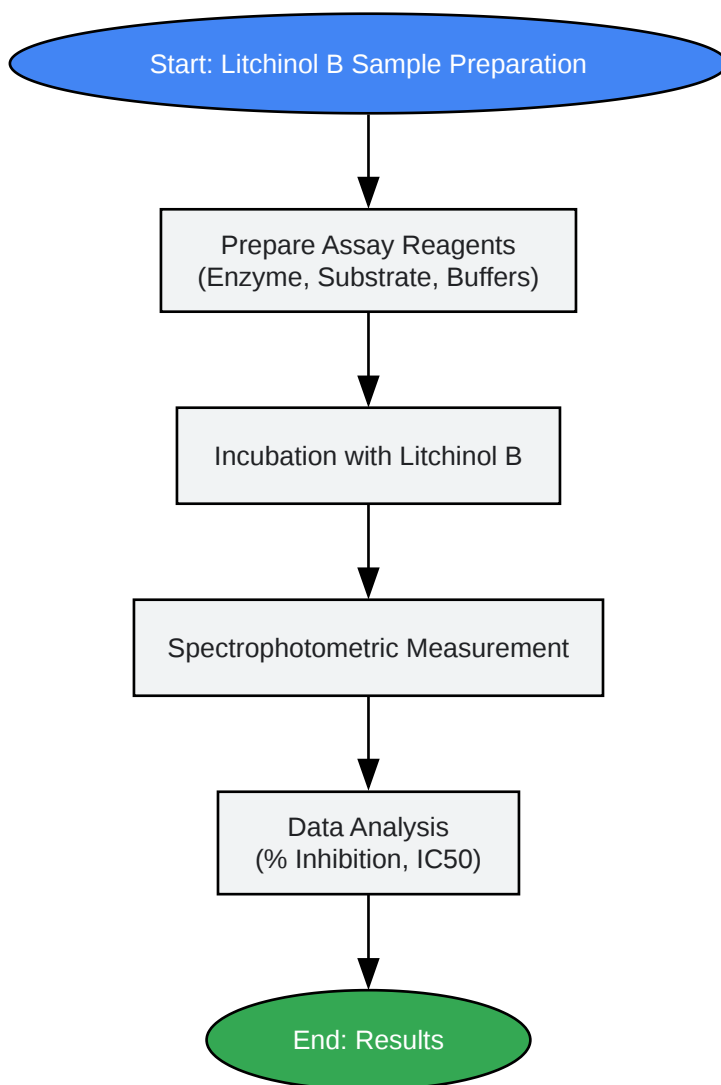 Start: Litchinol B Sample Preparation
Prepare Assay Reagents
(Enzyme, Substrate, Buffers)
Incubation with Litchinol B
Spectrophotometric Measurement
Data Analysis
(% Inhibition, IC50)
End: Results